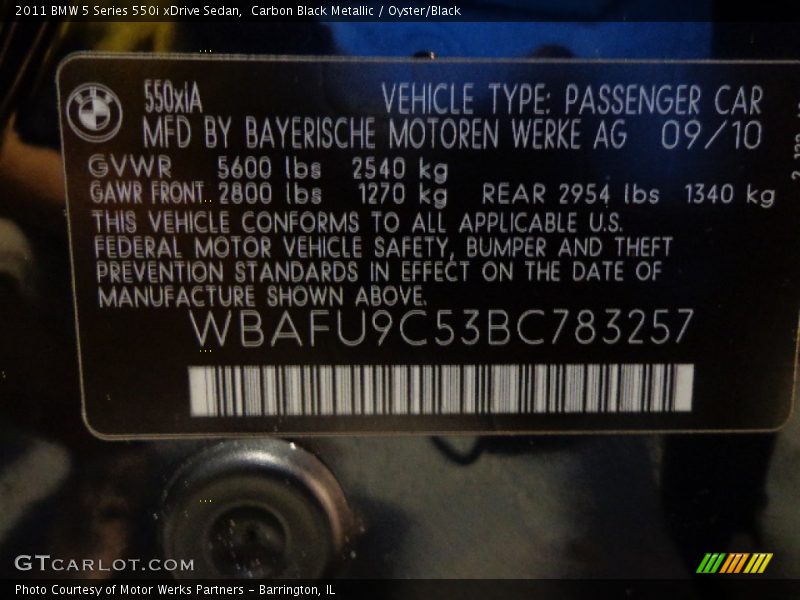 2011 BMW 5 Series 550i xDrive Sedan,  Carbon Black Metallic / Oyster/Black
550xiA VEHICLE TYPE: PASSENGER CAR
MFD BY BAYERISCHE MOTOREN WERKE AG 09/10
GVWR 5600 lbs 2540 kg
GAWR FRONT 2800 lbs 1270 kg REAR 2954 lbs 1340 kg
THIS VEHICLE CONFORMS TO ALL APPLICABLE U.S.
FEDERAL MOTOR VEHICLE SAFETY, BUMPER AND THEFT
PREVENTION STANDARDS IN EFFECT ON THE DATE OF
MANUFACTURE SHOWN ABOVE.
WBAFU9C53BC783257
GTCARLOT.COM
Photo Courtesy of Motor Werks Partners - Barrington, IL